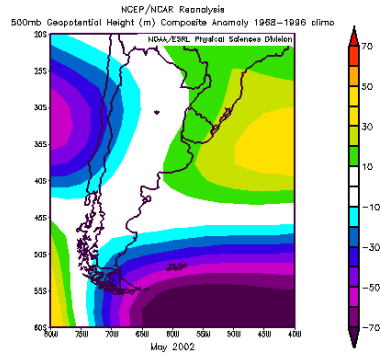 NCEP/NCAR Reanalysis
500mb Geopotential Height (m) Composite Anomaly 1968-1996 climo
NOAA/ESRL Physical Sciences Division
10S
20S
25S
30S
35S
40S
45S
50S
55S
60S
80W 75W 70W 65W 60W 55W 50W 45W 40W
May 2002
70
50
30
10
-10
-30
-50
-70